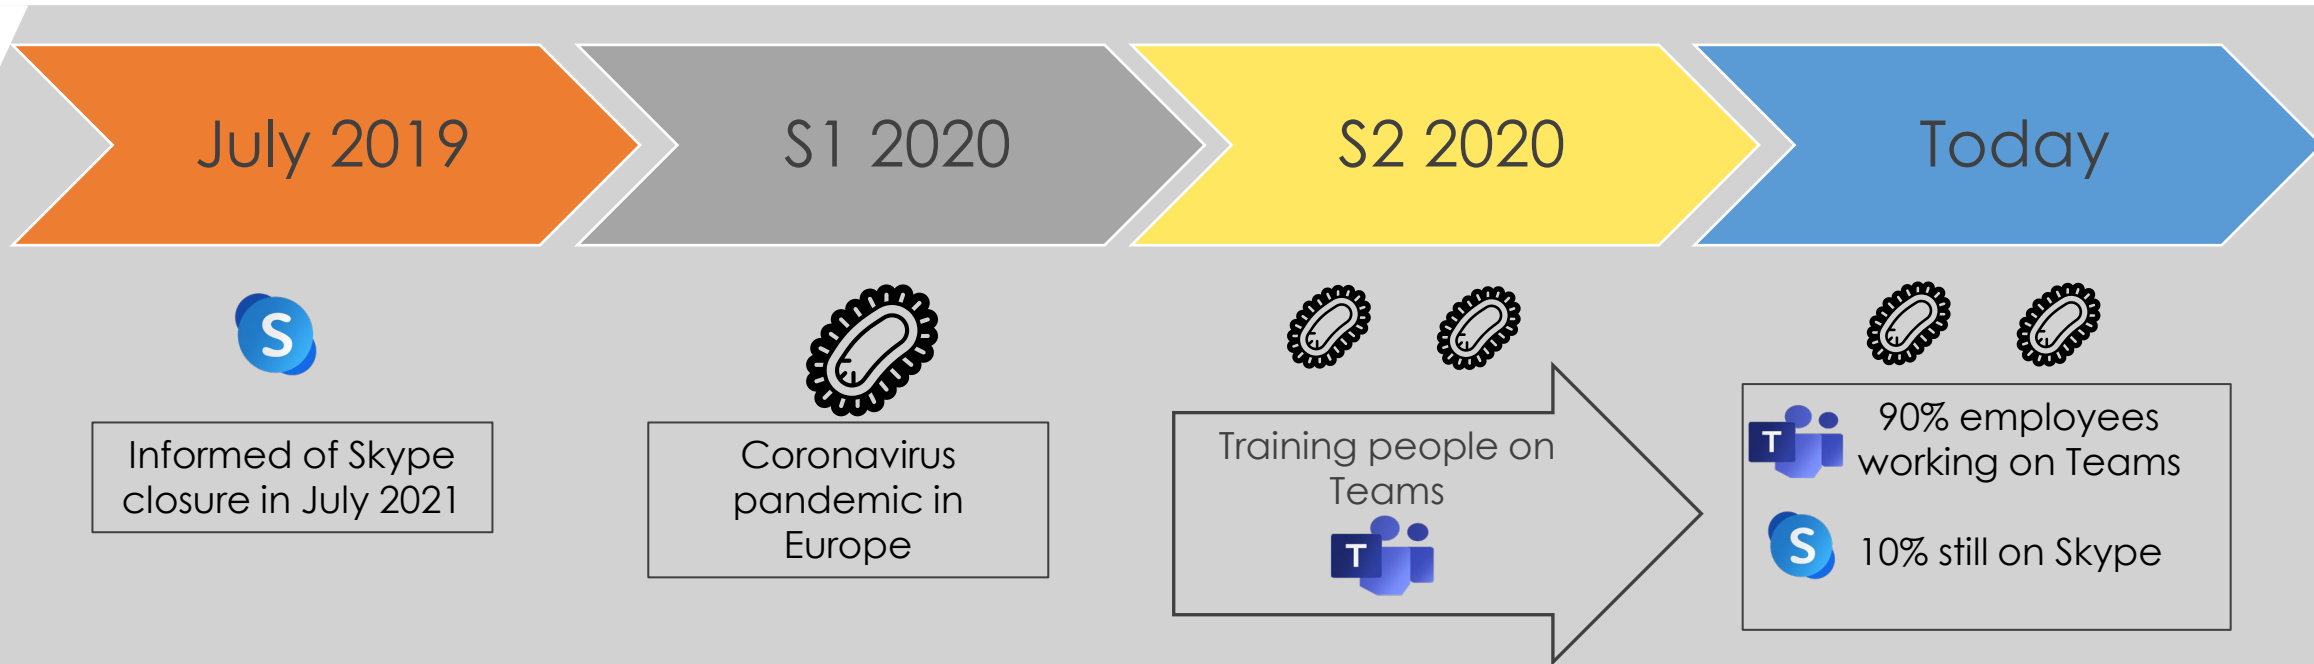 July 2019
S1 2020
S2 2020
Today
S
Informed of Skype
closure in July 2021
Coronavirus
pandemic in
Europe
Training people on
Teams
T
T
90% employees
working on Teams
S
10% still on Skype